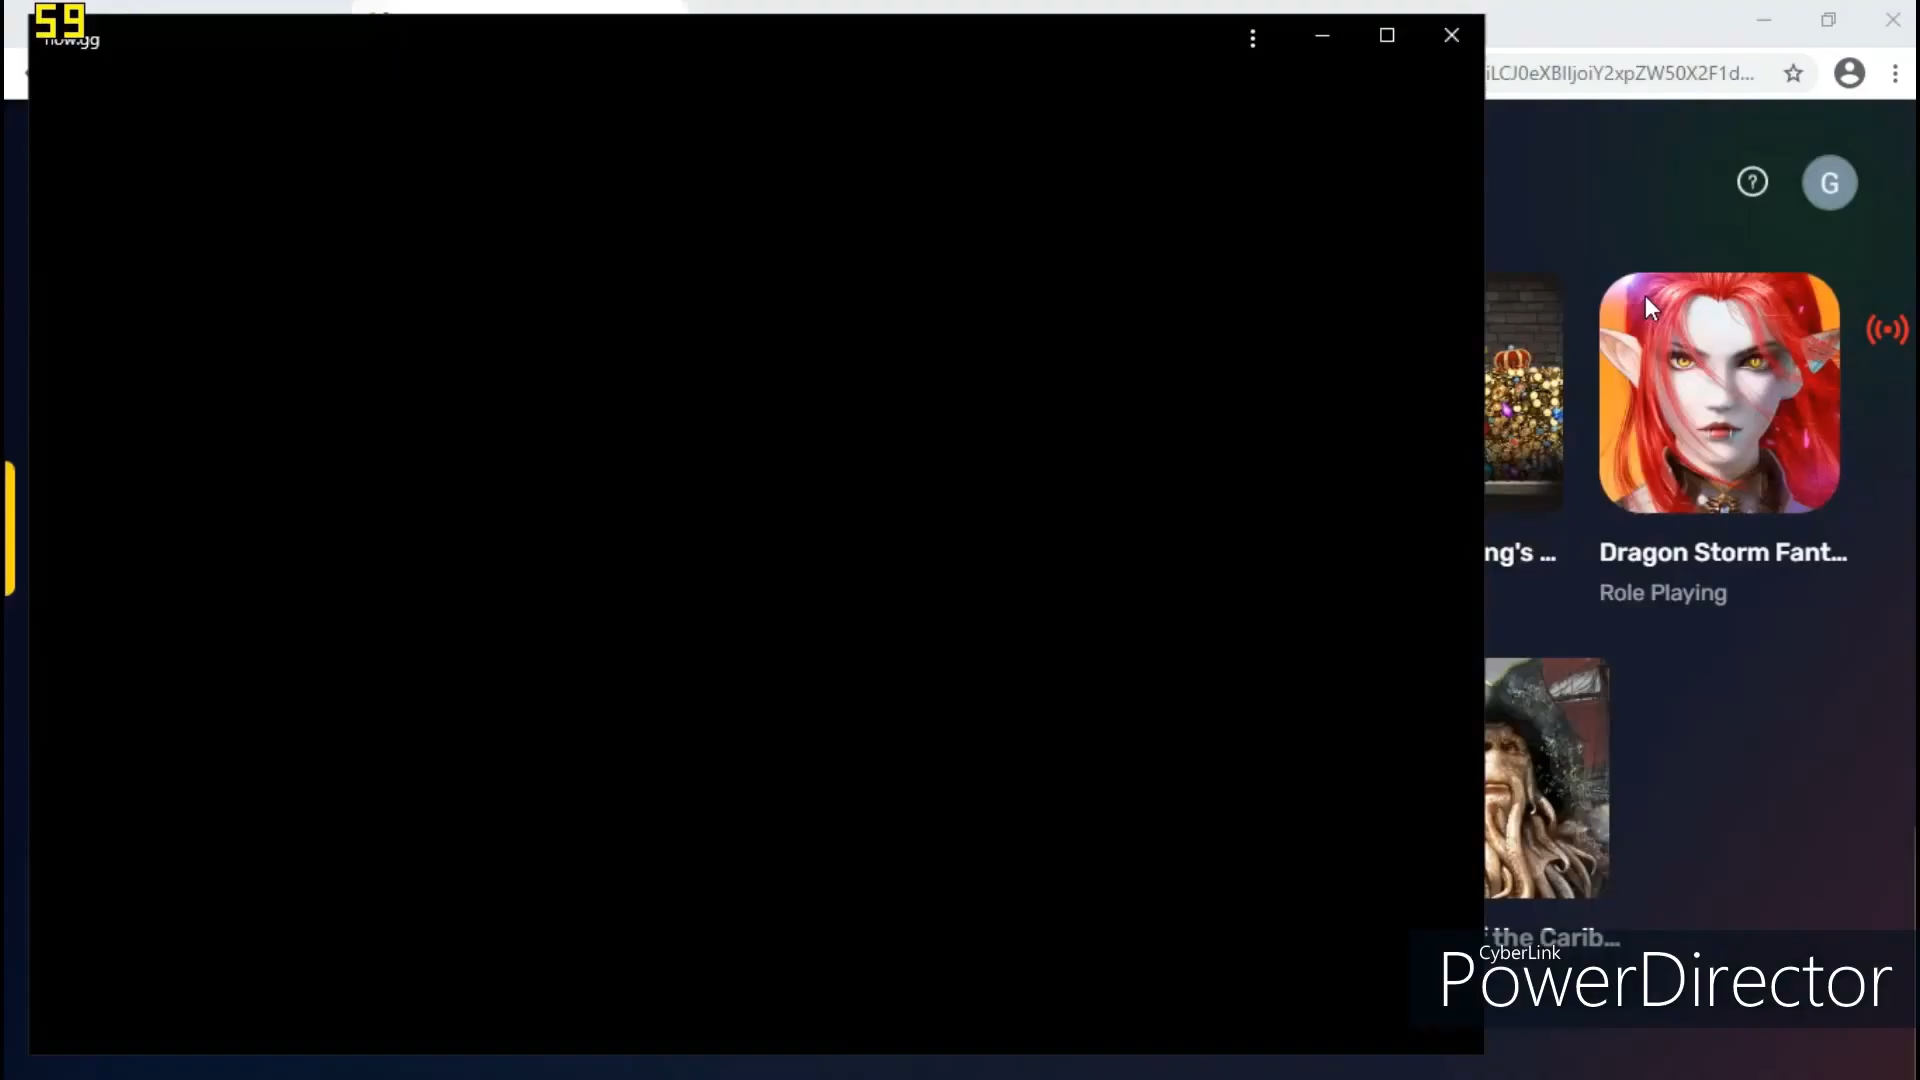 59
now.gg
iLCJ0eXBlIjoiY2xpZW50X2F1d...
G
ng's ...
Dragon Storm Fant...
Role Playing
the Carib...
CyberLink
PowerDirector